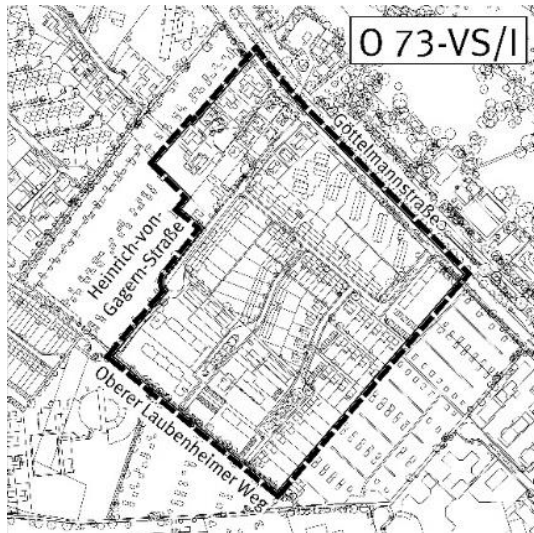 O 73-VS/I
Göttelmannstraße
Heinrich-von-
Gagern-Straße
Oberer Laubenheimer Weg